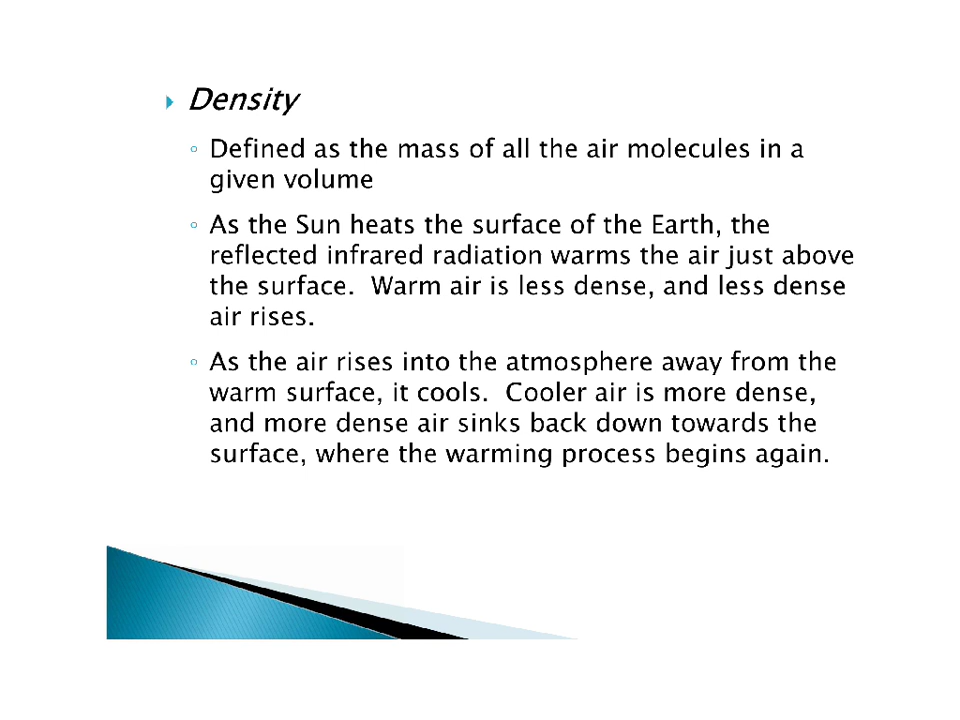 Density
Defined as the mass of all the air molecules in a
given volume
As the Sun heats the surface of the Earth, the
reflected infrared radiation warms the air just above
the surface.  Warm air is less dense, and less dense
air rises.
As the air rises into the atmosphere away from the
warm surface, it cools.  Cooler air is more dense,
and more dense air sinks back down towards the
surface, where the warming process begins again.